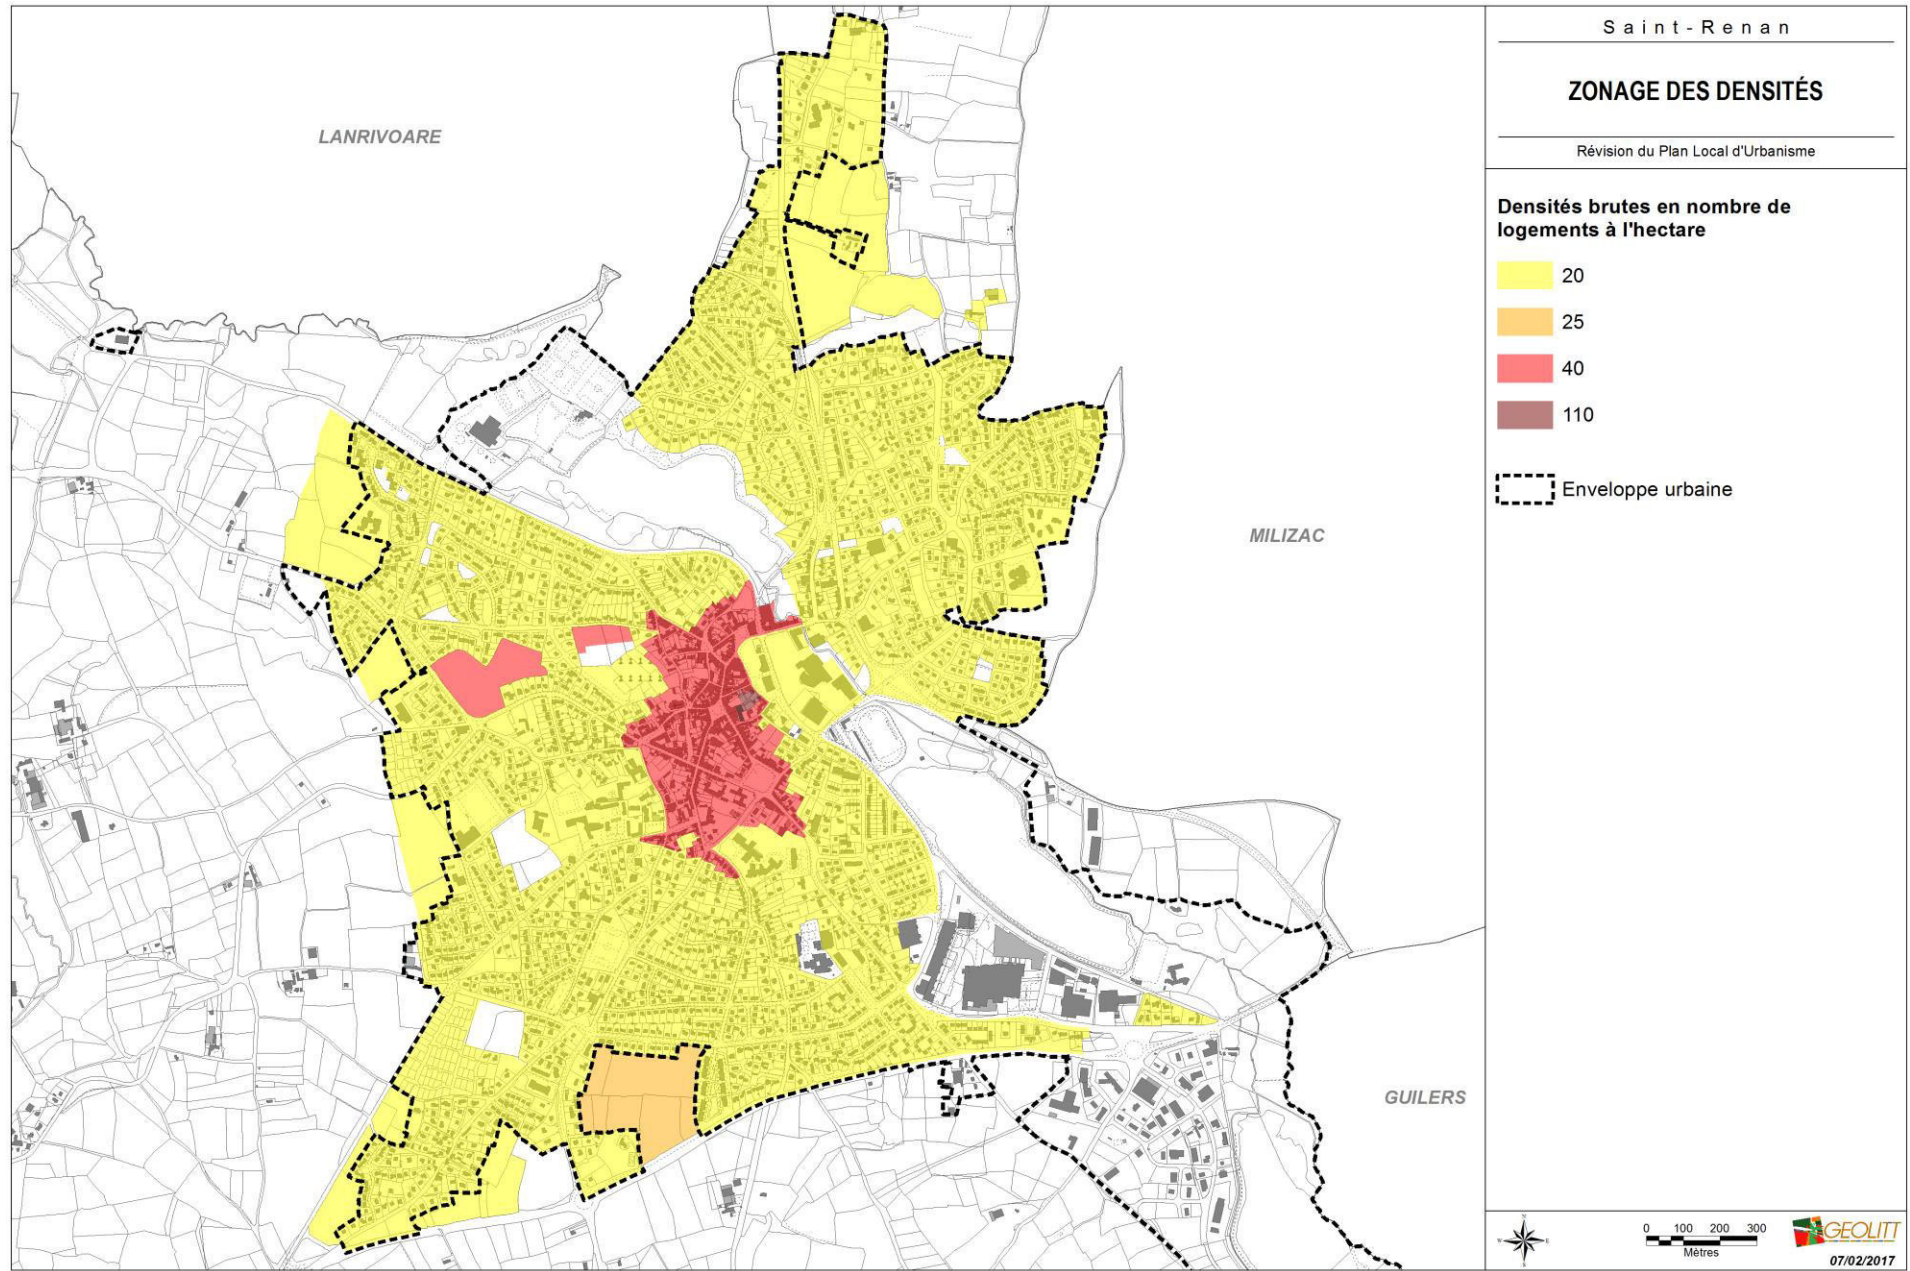 LANRIVOARE
MILIZAC
GUILERS
Saint-Renan
ZONAGE DES DENSITÉS
Révision du Plan Local d'Urbanisme
Densités brutes en nombre de
logements à l'hectare
20
25
40
110
Enveloppe urbaine
N
W E
S
0 100 200 300
Mètres
GEOLITT
07/02/2017